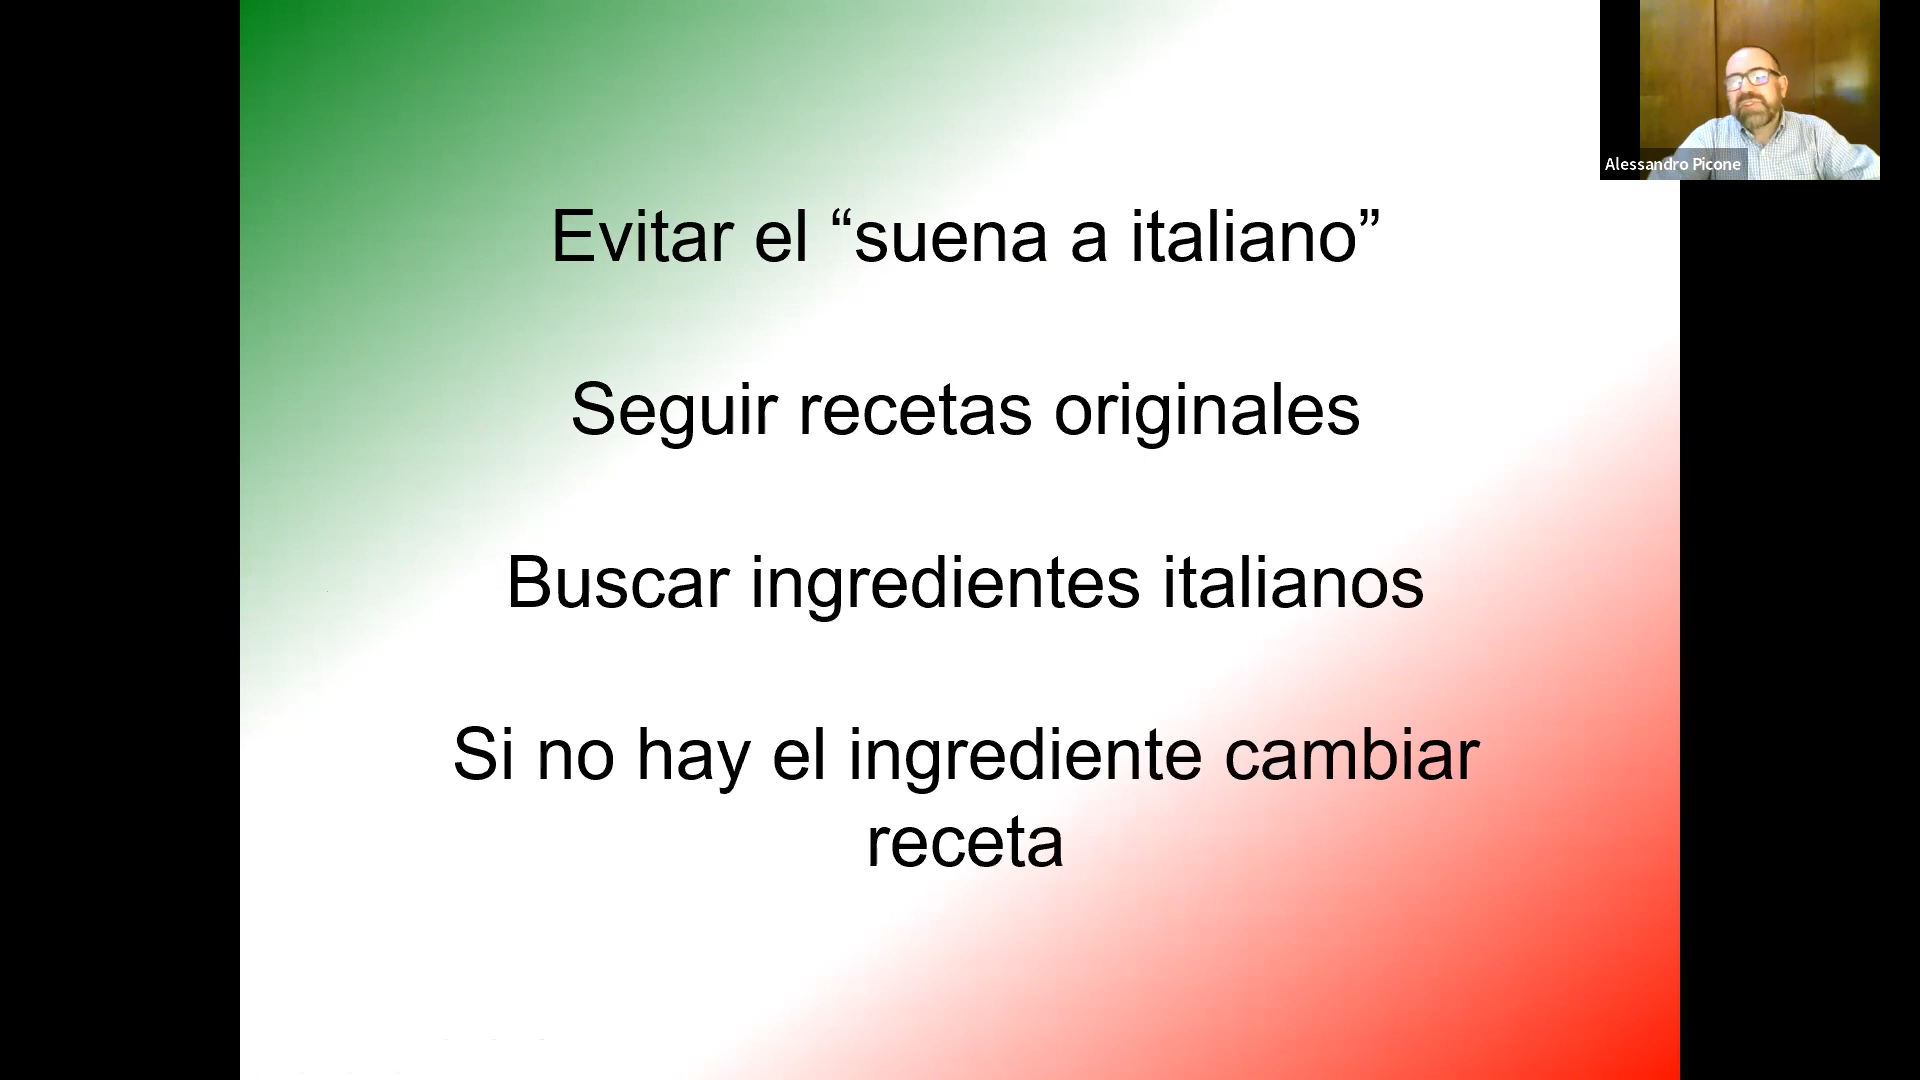 Alessandro Picone
Evitar el “suena a italiano”
Seguir recetas originales
Buscar ingredientes italianos
Si no hay el ingrediente cambiar
receta